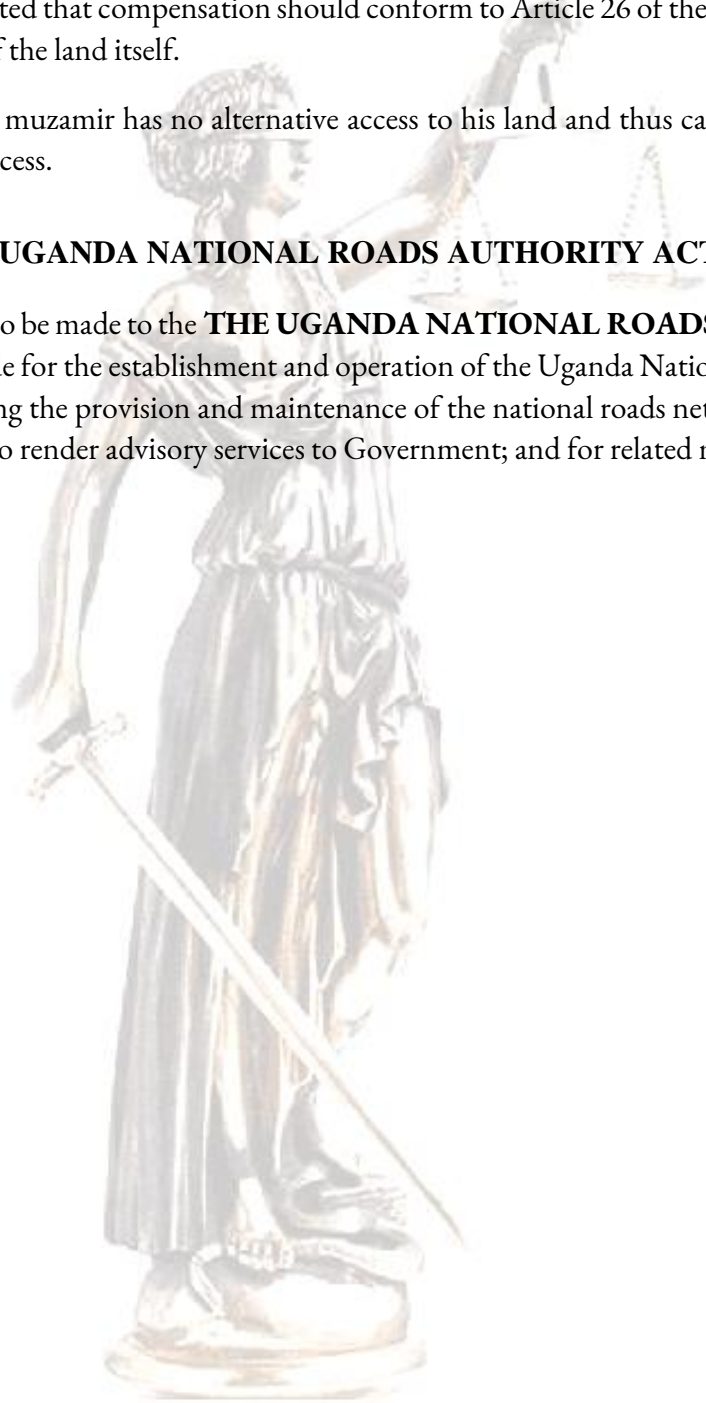 ted that compensation should conform to Article 26 of the
f the land itself.
muzamir has no alternative access to his land and thus ca
cess.
UGANDA NATIONAL ROADS AUTHORITY ACT
o be made to the THE UGANDA NATIONAL ROADS
for the establishment and operation of the Uganda Natio
ng the provision and maintenance of the national roads net
o render advisory services to Government; and for related